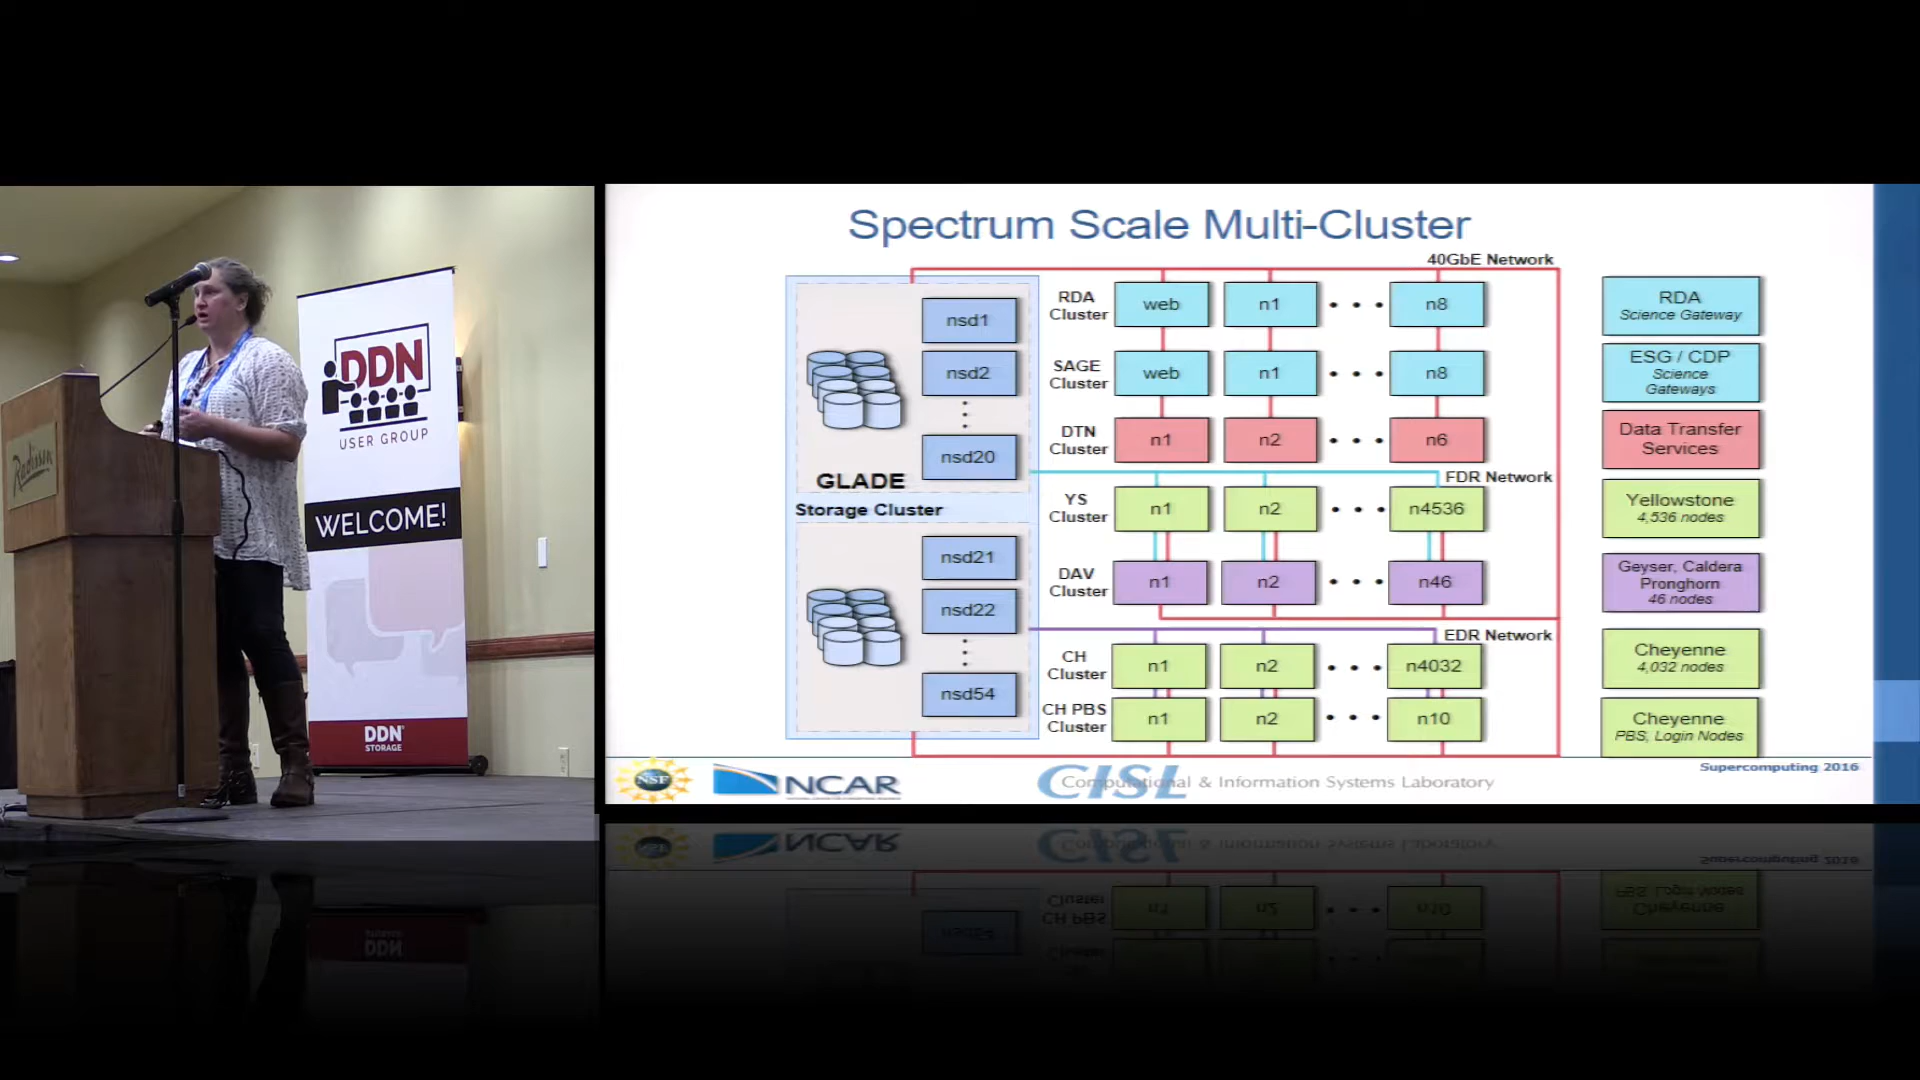 Radisson
DDN
USER GROUP
WELCOME!
DDN
STORAGE
Spectrum Scale Multi-Cluster
40GbE Network
nsd1
nsd2
nsd20
GLADE
Storage Cluster
nsd21
nsd22
nsd54
RDA
Cluster
web
n1
n8
SAGE
Cluster
web
n1
n8
DTN
Cluster
n1
n2
n6
FDR Network
YS
Cluster
n1
n2
n4536
DAV
Cluster
n1
n2
n46
EDR Network
CH
Cluster
n1
n2
n4032
CH PBS
Cluster
n1
n2
n10
RDA
Science Gateway
ESG / CDP
Science
Gateways
Data Transfer
Services
Yellowstone
4,536 nodes
Geyser, Caldera
Pronghorn
46 nodes
Cheyenne
4,032 nodes
Cheyenne
PBS, Login Nodes
NSF
NCAR
CISL
Computational & Information Systems Laboratory
Supercomputing 2016